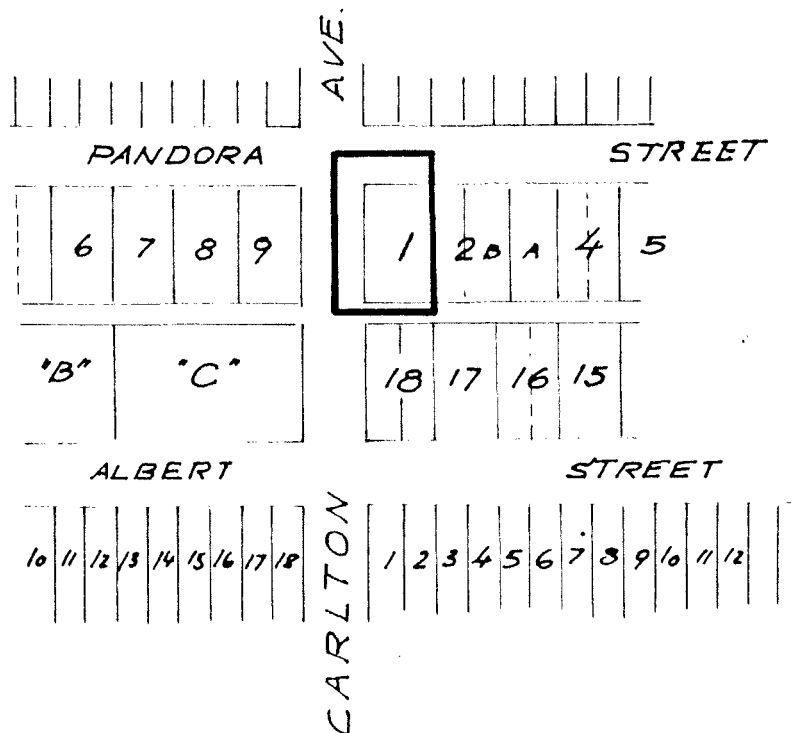 AVE.
PANDORA STREET
6 7 8 9 1 2 B A 4 5
"B" "C" 18 17 16 15
ALBERT STREET
10 11 12 13 14 15 16 17 18 1 2 3 4 5 6 7 8 9 10 11 12
CARLTON